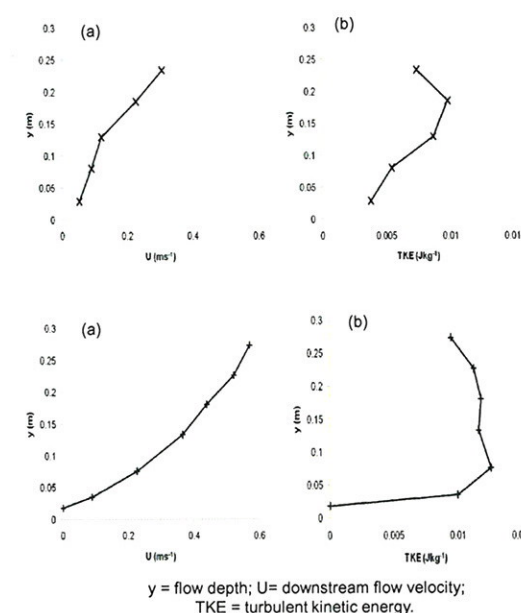 (a)
(b)
y (m)
0.3
0.25
0.2
0.15
0.1
0.05
0
0 0.2 0.4 0.6
U (ms⁻¹)
y (m)
0.3
0.25
0.2
0.15
0.1
0.05
0
0 0.005 0.01 0.01
TKE (Jkg⁻¹)
(a)
(b)
y (m)
0.3
0.25
0.2
0.15
0.1
0.05
0
0 0.2 0.4 0.6
U (ms⁻¹)
y (m)
0.3
0.25
0.2
0.15
0.1
0.05
0
0 0.005 0.01 0.01
TKE (Jkg⁻¹)
y = flow depth; U= downstream flow velocity;
TKE = turbulent kinetic energy.